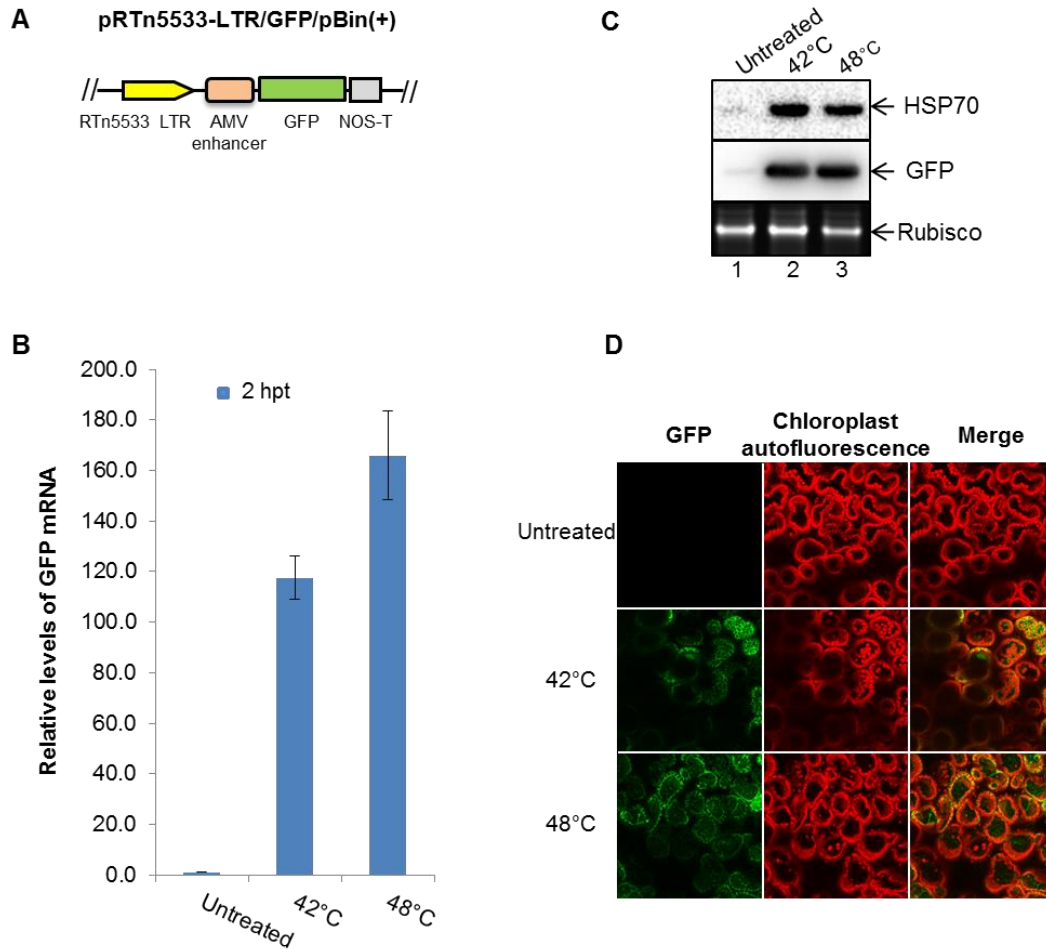 A
pRTn5533-LTR/GFP/pBin(+)
// //
RTn5533 LTR AMV GFP NOS-T
enhancer
B
200.0
180.0
160.0
140.0
120.0
100.0
80.0
60.0
40.0
20.0
0.0
Relative levels of GFP mRNA
2 hpt
Untreated 42°C 48°C
C
Untreated 42°C 48°C
HSP70
GFP
Rubisco
1 2 3
D
GFP Chloroplast autofluorescence Merge
Untreated
42°C
48°C